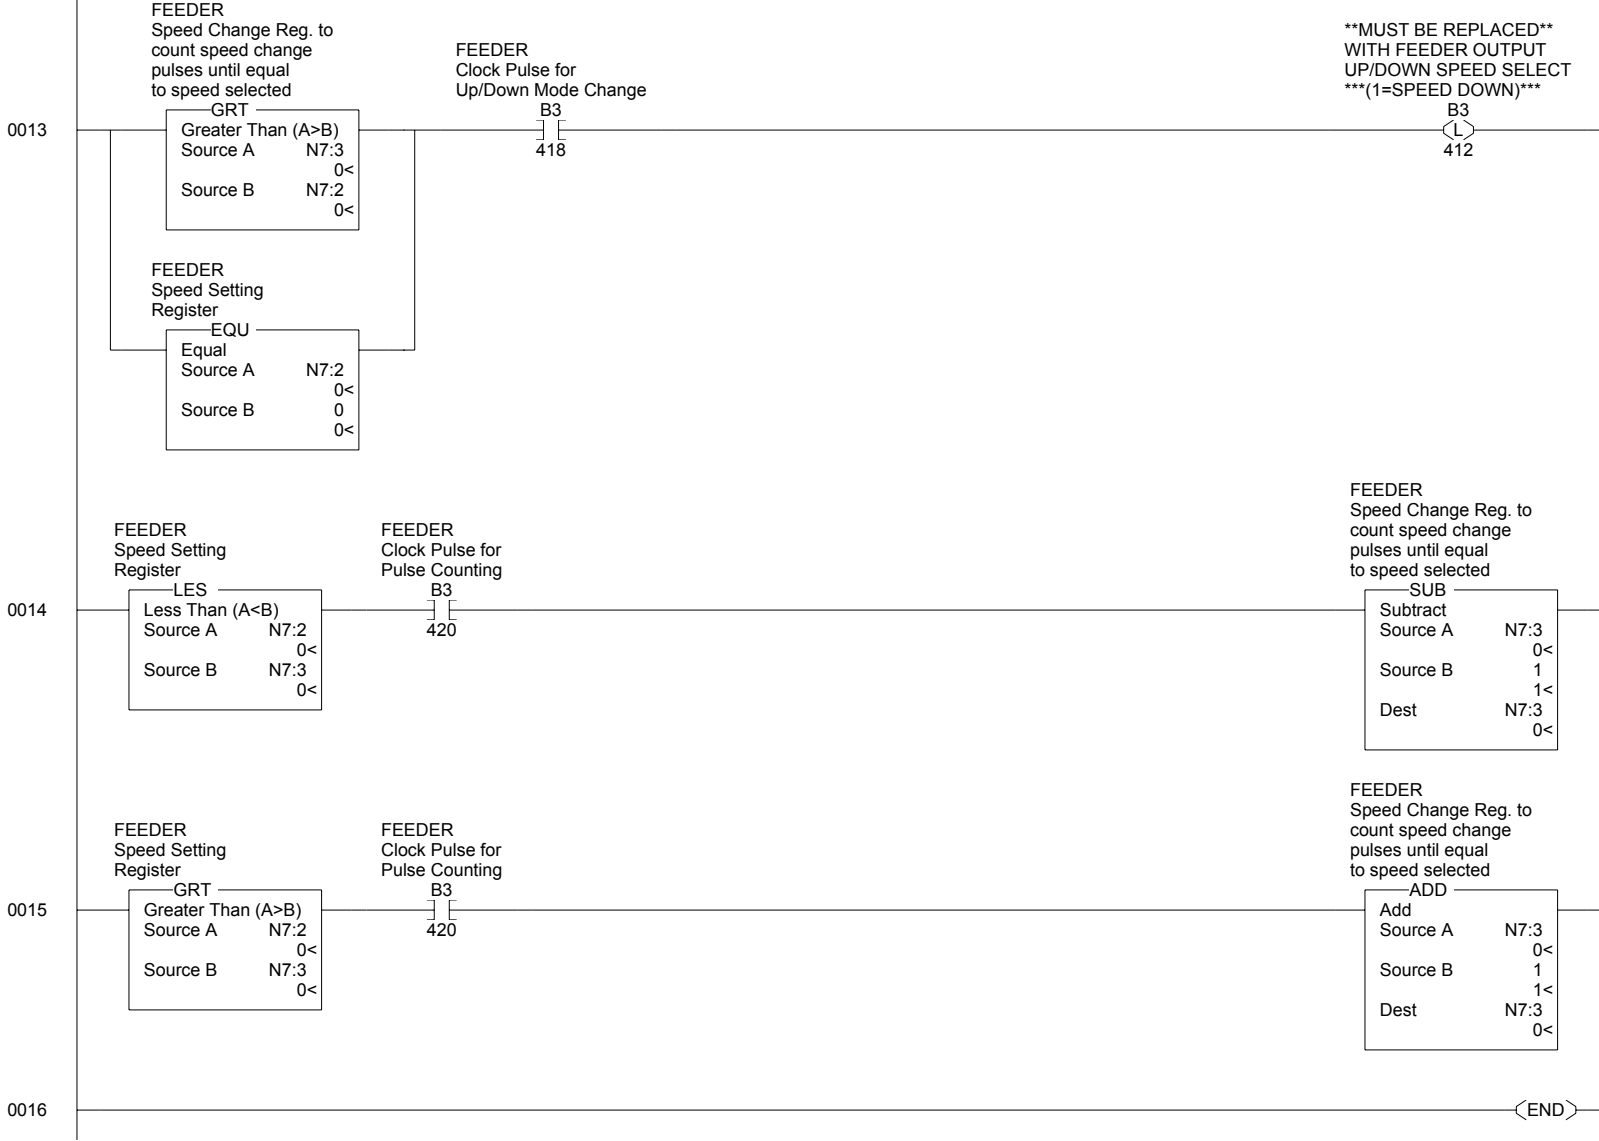 FEEDER
Speed Change Reg. to
count speed change
pulses until equal
to speed selected
GRT
Greater Than (A>B)
Source A N7:3
0<
Source B N7:2
0<
FEEDER
Clock Pulse for
Up/Down Mode Change
B3
418
**MUST BE REPLACED**
WITH FEEDER OUTPUT
UP/DOWN SPEED SELECT
***(1=SPEED DOWN)***
B3
L
412
0013
FEEDER
Speed Setting
Register
EQU
Equal
Source A N7:2
0<
Source B 0
0<
0014
FEEDER
Speed Setting
Register
LES
Less Than (A<B)
Source A N7:2
0<
Source B N7:3
0<
FEEDER
Clock Pulse for
Pulse Counting
B3
420
FEEDER
Speed Change Reg. to
count speed change
pulses until equal
to speed selected
SUB
Subtract
Source A N7:3
0<
Source B 1
1<
Dest N7:3
0<
0015
FEEDER
Speed Setting
Register
GRT
Greater Than (A>B)
Source A N7:2
0<
Source B N7:3
0<
FEEDER
Clock Pulse for
Pulse Counting
B3
420
FEEDER
Speed Change Reg. to
count speed change
pulses until equal
to speed selected
ADD
Add
Source A N7:3
0<
Source B 1
1<
Dest N7:3
0<
0016
END